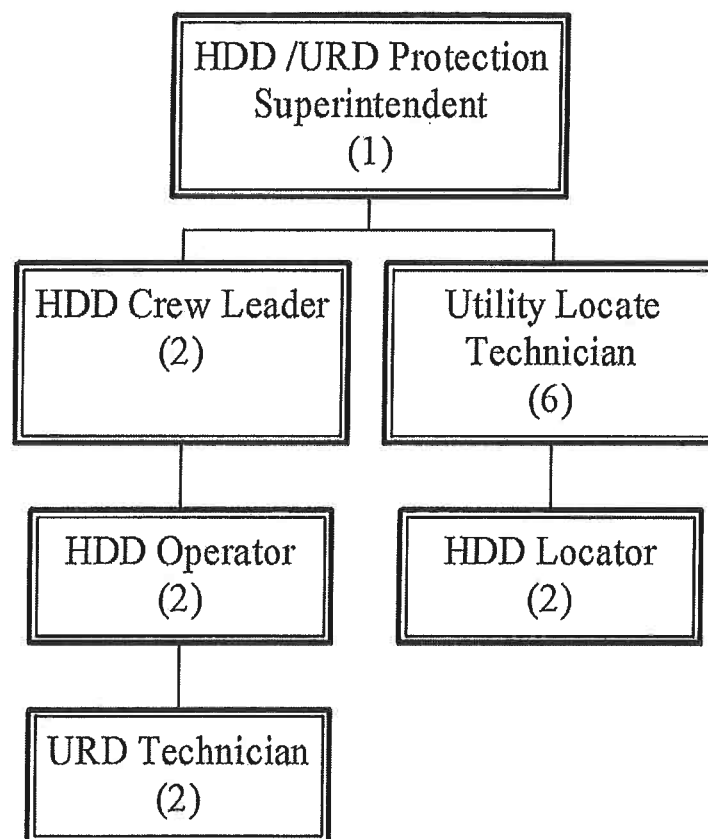 HDD /URD Protection
Superintendent
(1)
HDD Crew Leader
(2)
Utility Locate
Technician
(6)
HDD Operator
(2)
HDD Locator
(2)
URD Technician
(2)